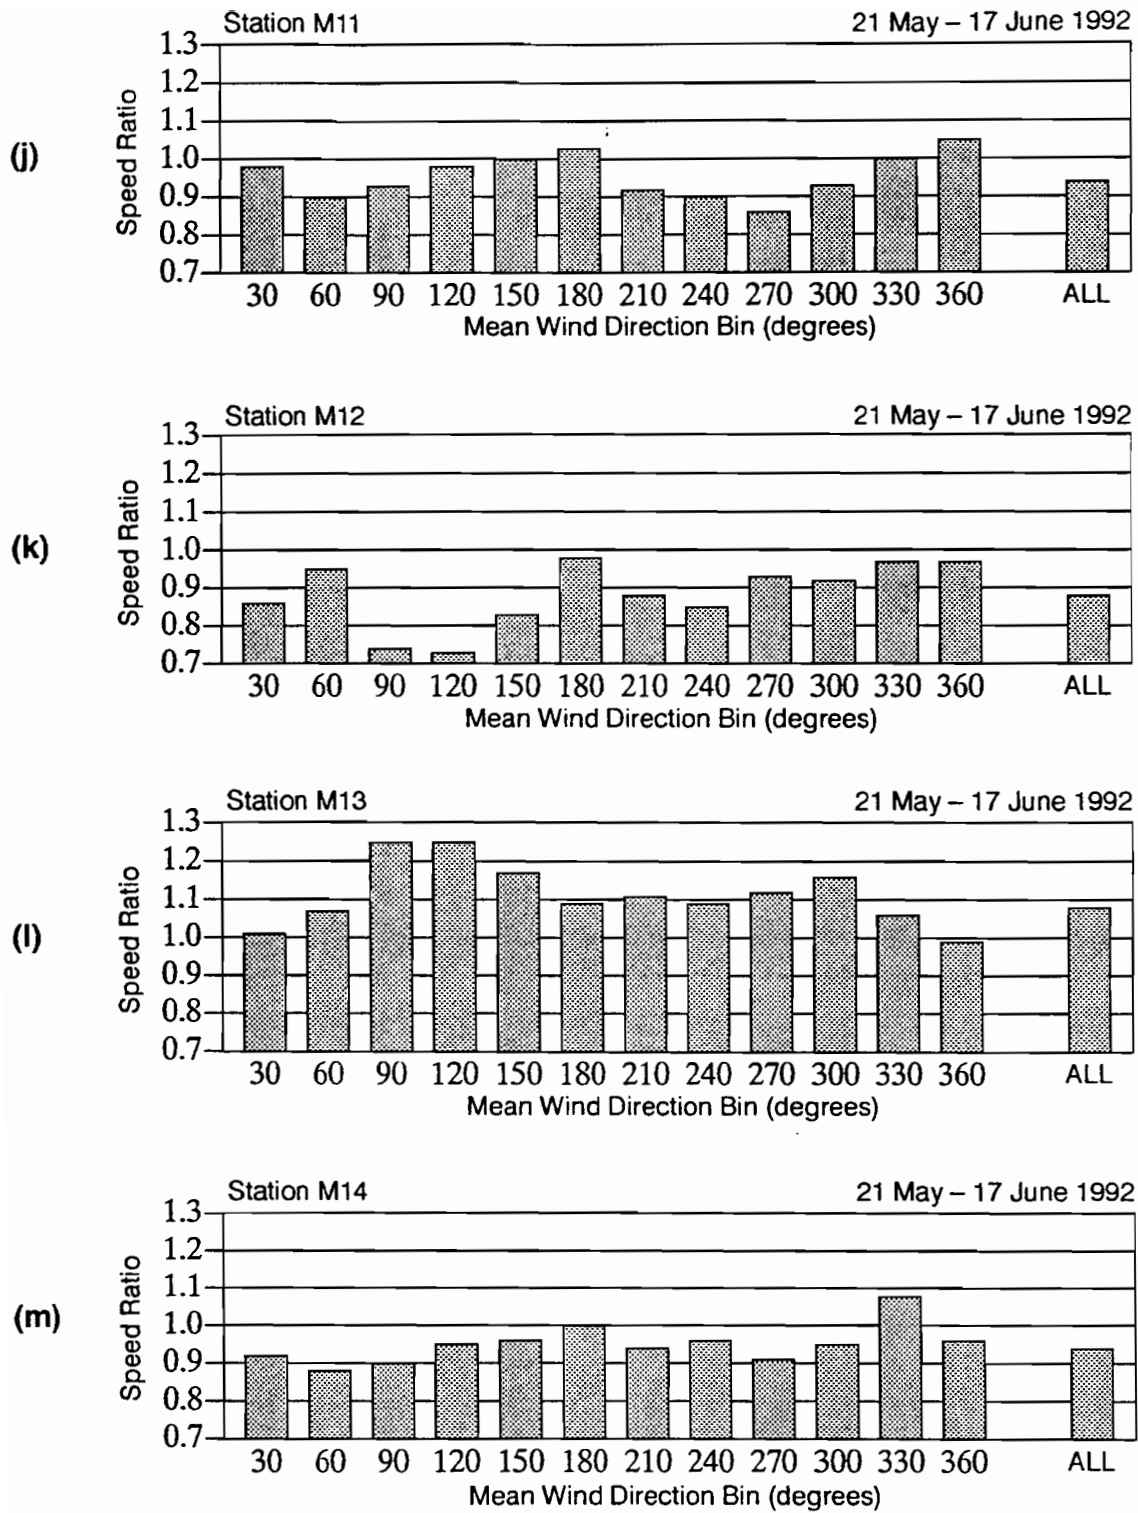 Station M11 21 May – 17 June 1992
(j)
Speed Ratio
1.3
1.2
1.1
1.0
0.9
0.8
0.7
30 60 90 120 150 180 210 240 270 300 330 360 ALL
Mean Wind Direction Bin (degrees)
Station M12 21 May – 17 June 1992
(k)
Speed Ratio
1.3
1.2
1.1
1.0
0.9
0.8
0.7
30 60 90 120 150 180 210 240 270 300 330 360 ALL
Mean Wind Direction Bin (degrees)
Station M13 21 May – 17 June 1992
(l)
Speed Ratio
1.3
1.2
1.1
1.0
0.9
0.8
0.7
30 60 90 120 150 180 210 240 270 300 330 360 ALL
Mean Wind Direction Bin (degrees)
Station M14 21 May – 17 June 1992
(m)
Speed Ratio
1.3
1.2
1.1
1.0
0.9
0.8
0.7
30 60 90 120 150 180 210 240 270 300 330 360 ALL
Mean Wind Direction Bin (degrees)